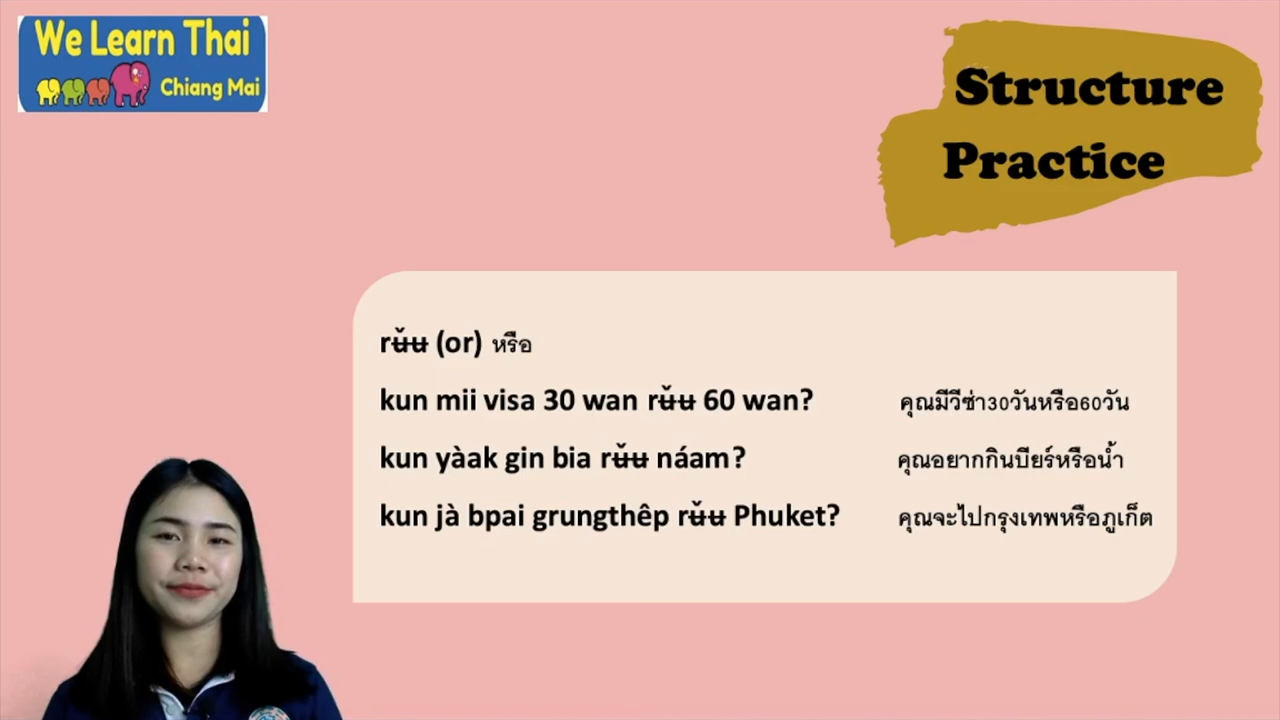 We Learn Thai
Chiang Mai
Structure
Practice
rʉ̌ʉ (or) หรือ
kun mii visa 30 wan rʉ̌ʉ 60 wan? คุณมีวีซ่า30วันหรือ60วัน
kun yàak gin bia rʉ̌ʉ náam? คุณอยากกินบียร์หรือน้ำ
kun jà bpai grungthêp rʉ̌ʉ Phuket? คุณจะไปกรุงเทพหรือภูเก็ต